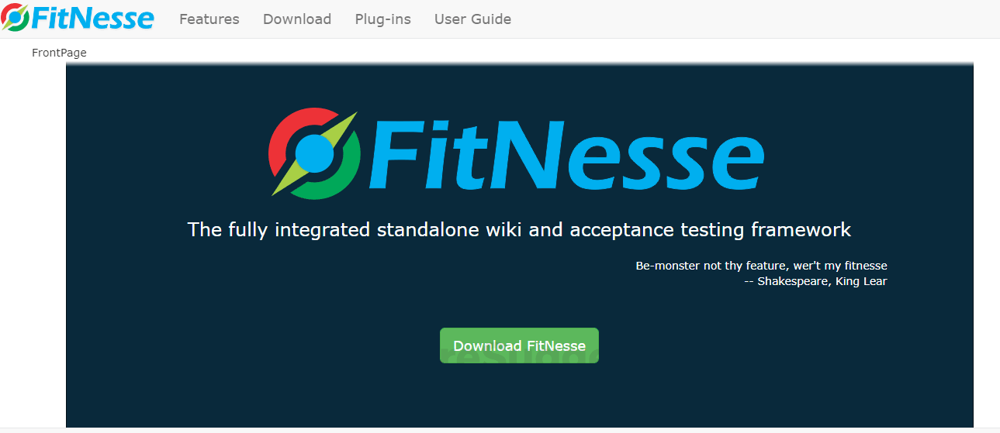 FitNesse Features Download Plug-ins User Guide
FrontPage
FitNesse
The fully integrated standalone wiki and acceptance testing framework
Be-monster not thy feature, wer't my fitnesse
-- Shakespeare, King Lear
Download FitNesse